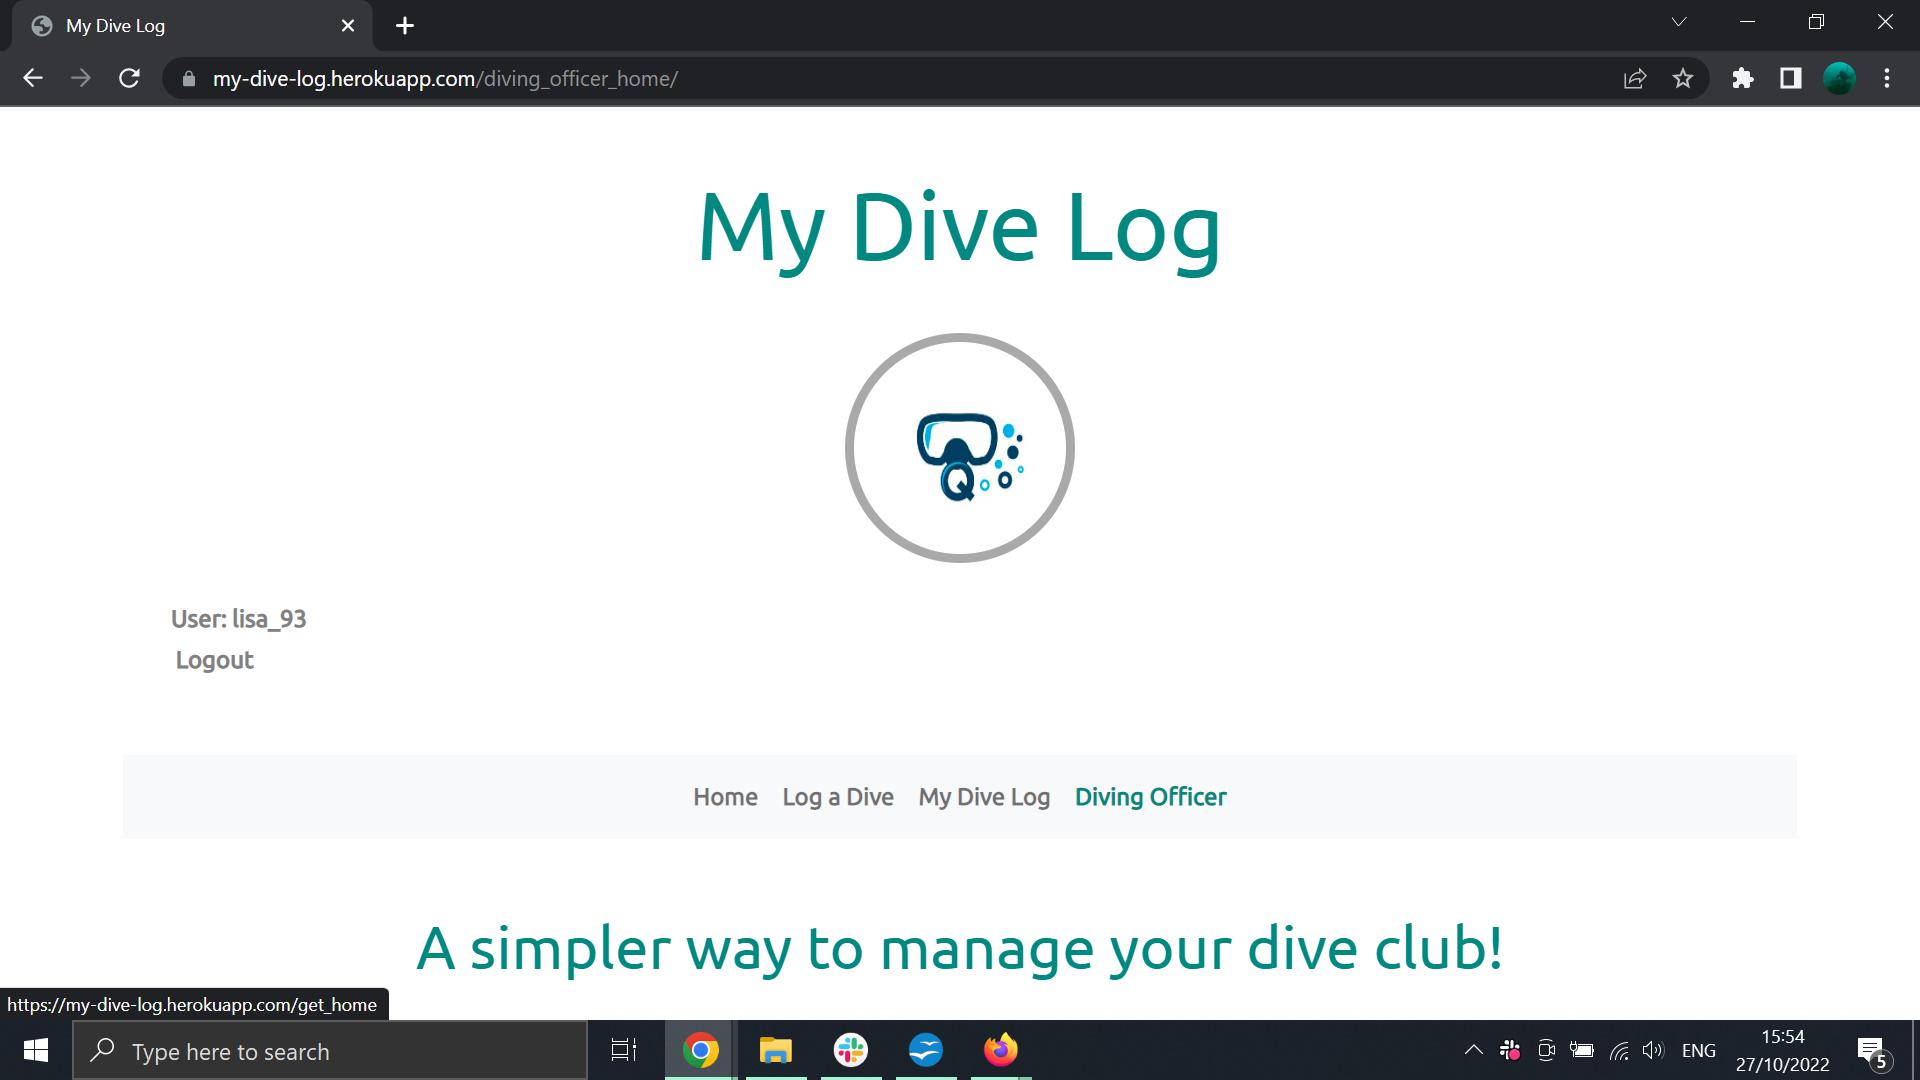 My Dive Log
my-dive-log.herokuapp.com/diving_officer_home/
My Dive Log
Q
User: lisa_93
Logout
Home Log a Dive My Dive Log Diving Officer
A simpler way to manage your dive club!
https://my-dive-log.herokuapp.com/get_home
Type here to search
ENG
15:54
27/10/2022
5